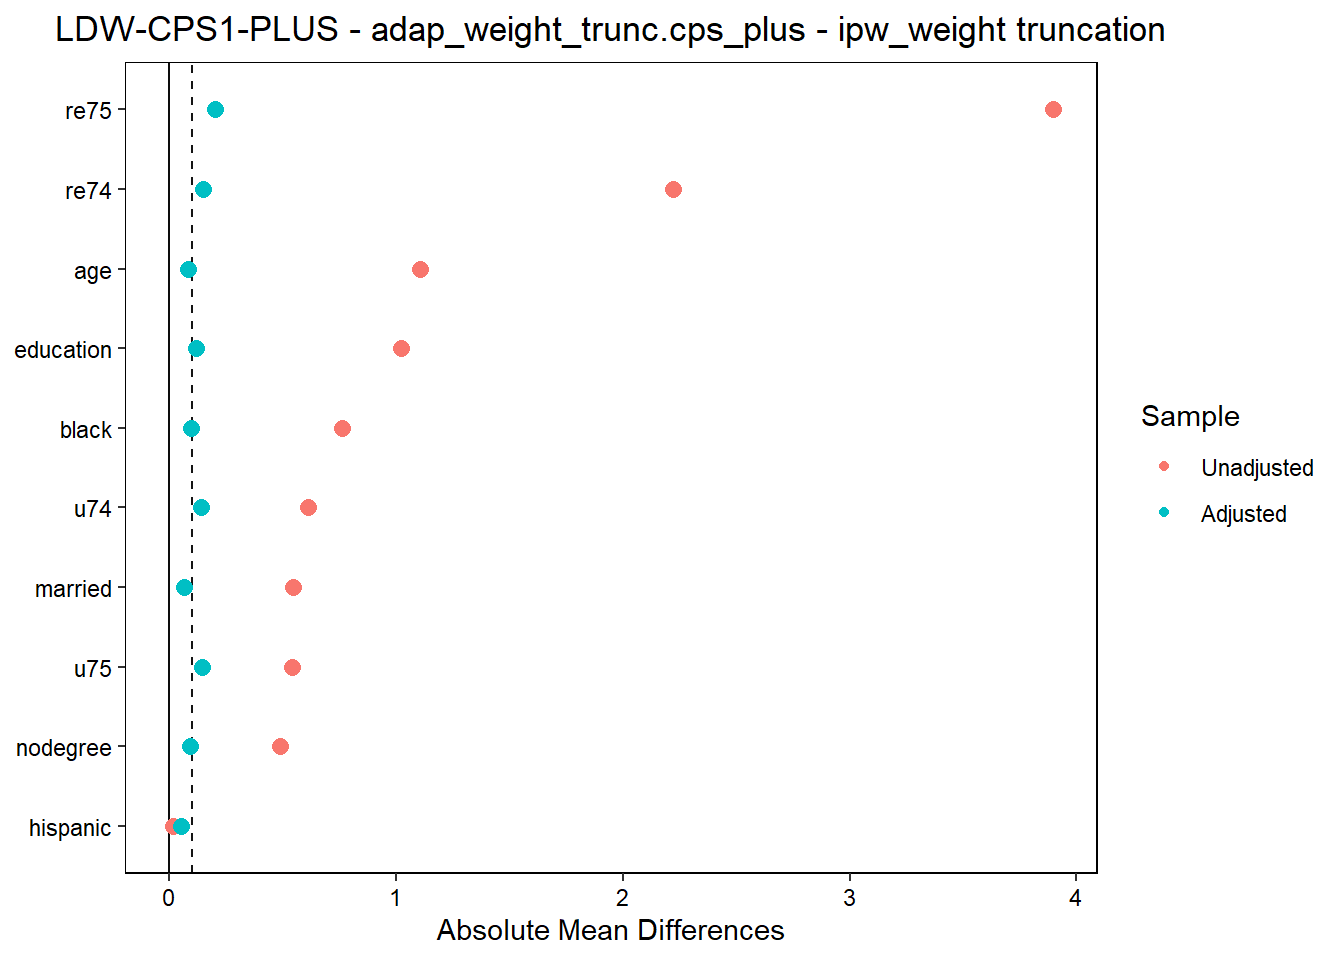 LDW-CPS1-PLUS - adap_weight_trunc.cps_plus - ipw_weight truncation
re75
re74
age
education
black
u74
married
u75
nodegree
hispanic
0 1 2 3 4
Absolute Mean Differences
Sample
Unadjusted
Adjusted